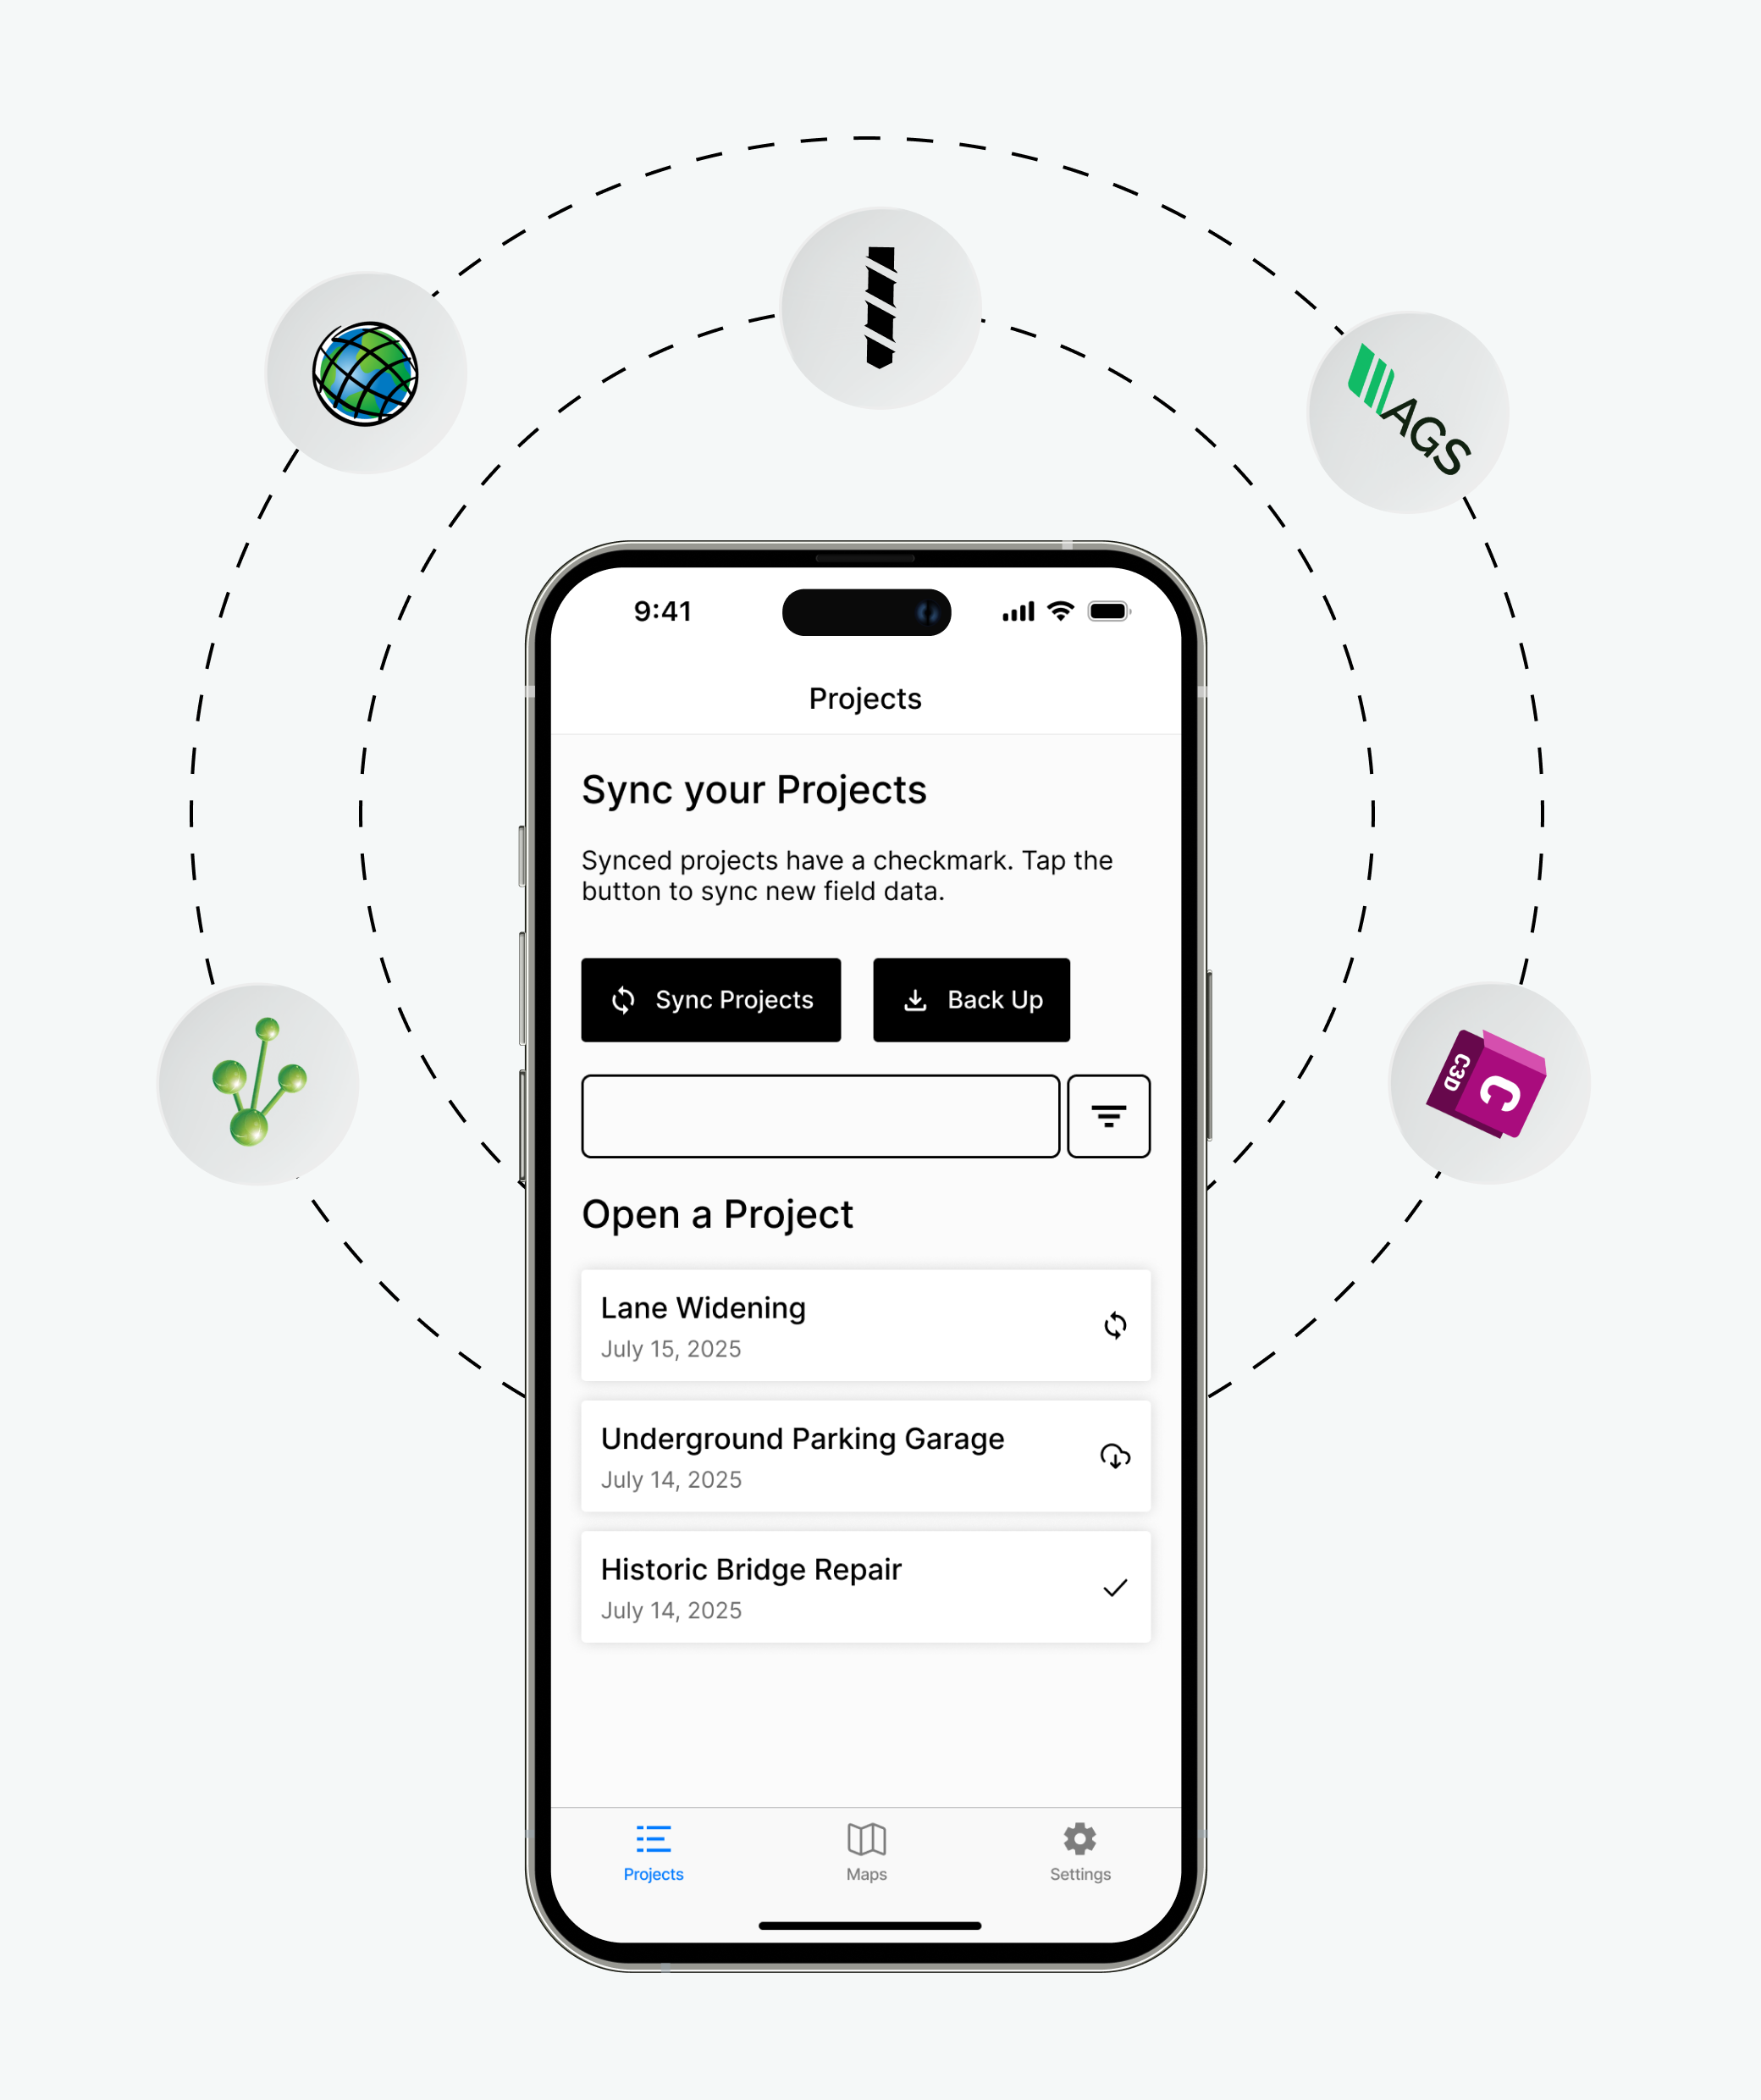 AGS
9:41
Projects
Sync your Projects
Synced projects have a checkmark. Tap the
button to sync new field data.
Sync Projects
Back Up
C3D
C
Open a Project
Lane Widening
July 15, 2025
Underground Parking Garage
July 14, 2025
Historic Bridge Repair
July 14, 2025
Projects
Maps
Settings